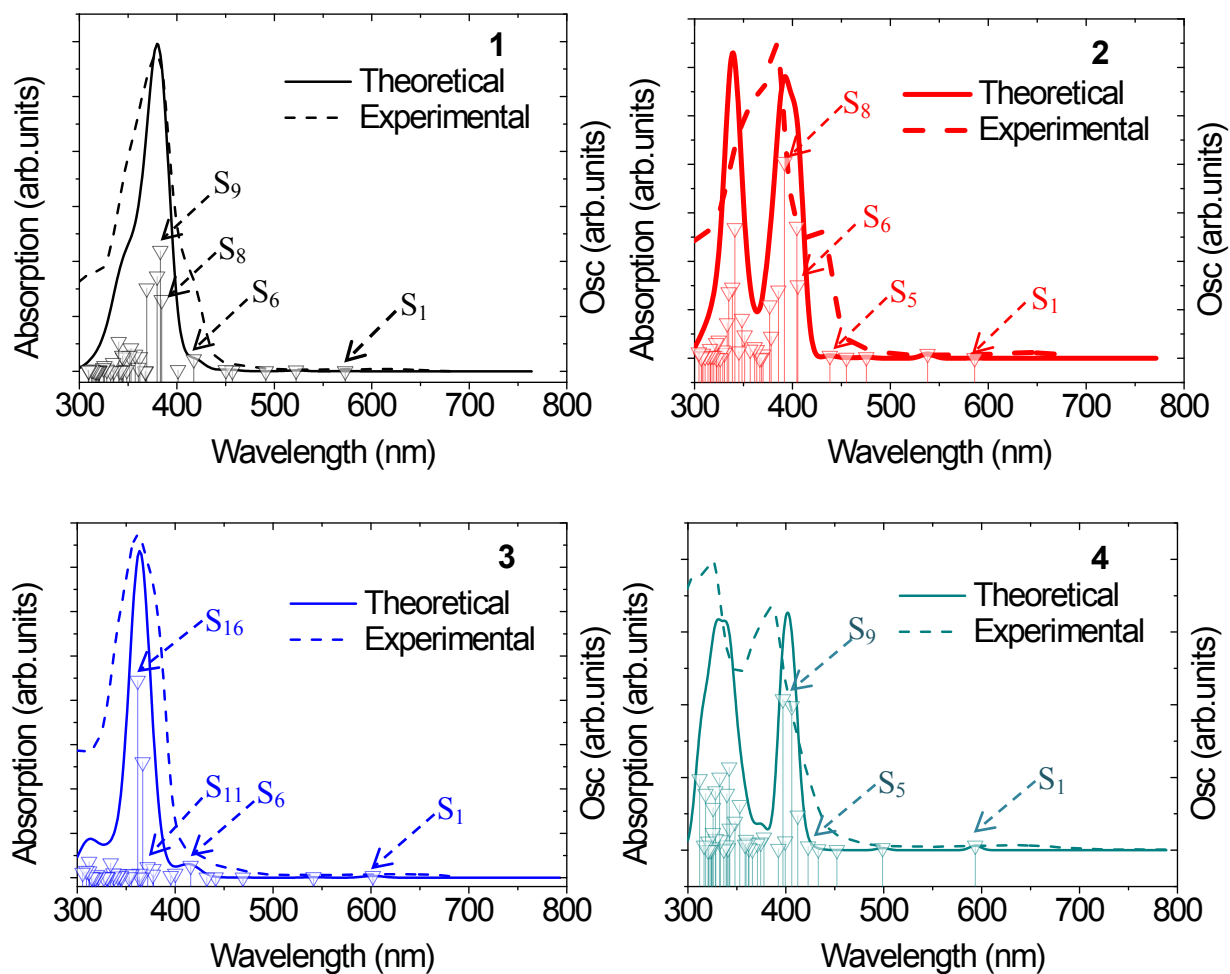 1
Theoretical
Experimental
S9
S8
S6
S1
Absorption (arb.units)
Osc (arb.units)
300 400 500 600 700 800
Wavelength (nm)
2
Theoretical
Experimental
S8
S6
S5
S1
Absorption (arb.units)
Osc (arb.units)
300 400 500 600 700 800
Wavelength (nm)
3
Theoretical
Experimental
S16
S11
S6
S1
Absorption (arb.units)
Osc (arb.units)
300 400 500 600 700 800
Wavelength (nm)
4
Theoretical
Experimental
S9
S5
S1
Absorption (arb.units)
Osc (arb.units)
300 400 500 600 700 800
Wavelength (nm)